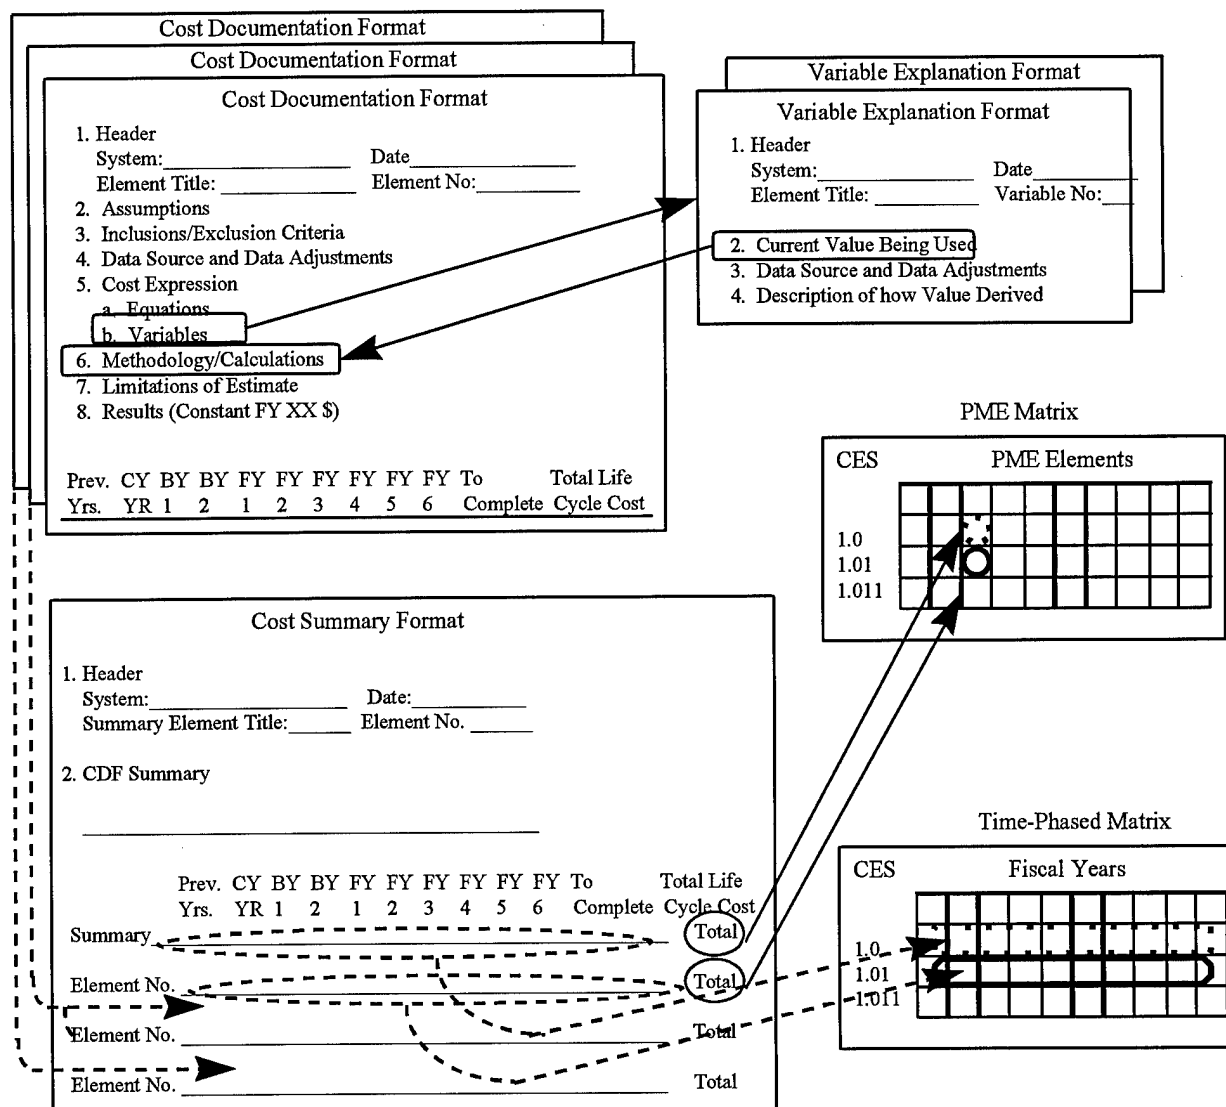 Cost Documentation Format
Cost Documentation Format
Cost Documentation Format
1. Header
System: Date
Element Title: Element No:
2. Assumptions
3. Inclusions/Exclusion Criteria
4. Data Source and Data Adjustments
5. Cost Expression
a. Equations
b. Variables
6. Methodology/Calculations
7. Limitations of Estimate
8. Results (Constant FY XX $)
Prev. CY BY BY FY FY FY FY FY FY To Total Life
Yrs. YR 1 2 1 2 3 4 5 6 Complete Cycle Cost
Variable Explanation Format
Variable Explanation Format
1. Header
System: Date
Element Title: Variable No:
2. Current Value Being Used
3. Data Source and Data Adjustments
4. Description of how Value Derived
PME Matrix
CES PME Elements
1.0
1.01
1.011
Cost Summary Format
1. Header
System: Date:
Summary Element Title: Element No.
2. CDF Summary
Prev. CY BY BY FY FY FY FY FY FY To Total Life
Yrs. YR 1 2 1 2 3 4 5 6 Complete Cycle Cost
Summary Total
Element No. Total
Element No. Total
Element No. Total
Time-Phased Matrix
CES Fiscal Years
1.0
1.01
1.011